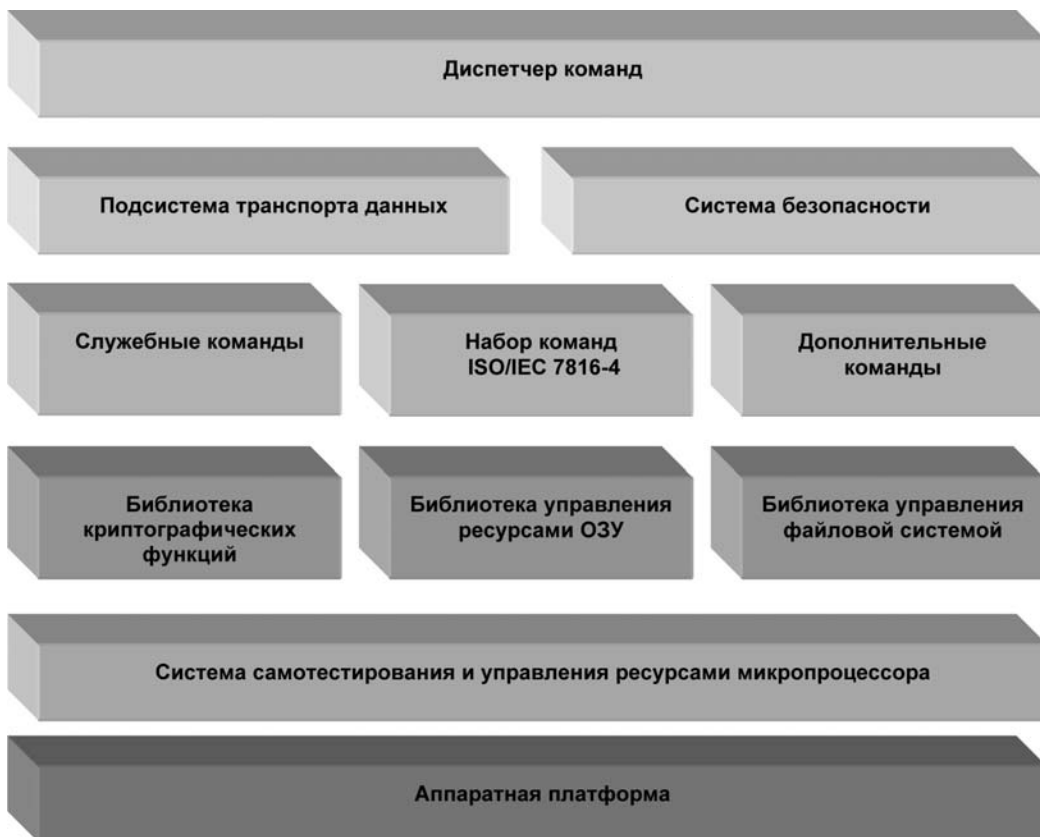 Диспетчер команд
Подсистема транспорта данных
Система безопасности
Служебные команды
Набор команд
ISO/IEC 7816-4
Дополнительные
команды
Библиотека
криптографических
функций
Библиотека управления
ресурсами ОЗУ
Библиотека управления
файловой системой
Система самотестирования и управления ресурсами микропроцессора
Аппаратная платформа